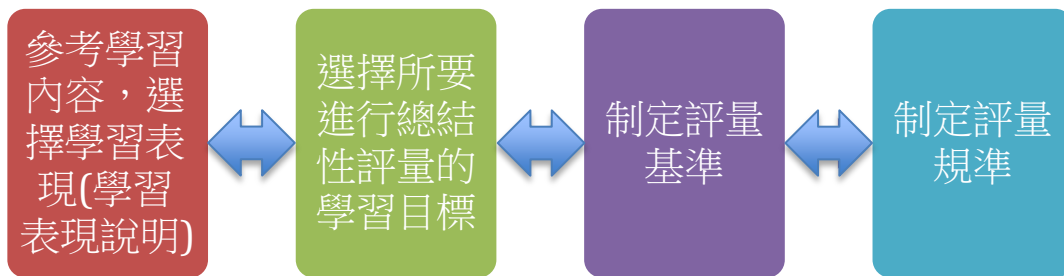 參考學習
內容，選
擇學習表
現(學習
表現說明)
選擇所要
進行總結
性評量的
學習目標
制定評量
基準
制定評量
規準